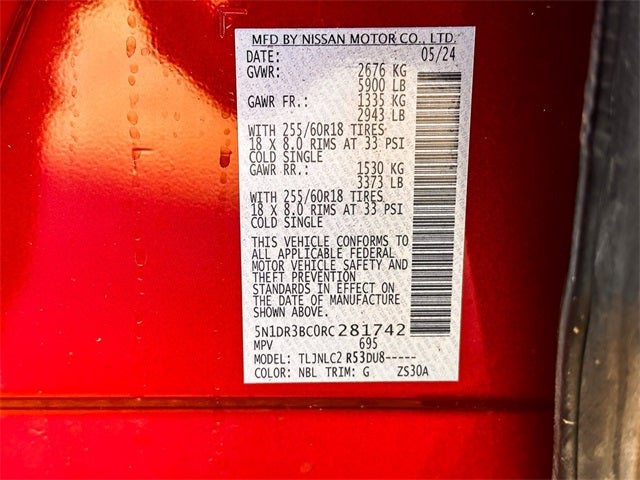 MFD BY NISSAN MOTOR CO., LTD.
DATE: 05/24
GVWR: 2676 KG
5900 LB
GAWR FR.: 1335 KG
2943 LB
WITH 255/60R18 TIRES
18 X 8.0 RIMS AT 33 PSI
COLD SINGLE
GAWR RR.: 1530 KG
3373 LB
WITH 255/60R18 TIRES
18 X 8.0 RIMS AT 33 PSI
COLD SINGLE
THIS VEHICLE CONFORMS TO
ALL APPLICABLE FEDERAL
MOTOR VEHICLE SAFETY AND
THEFT PREVENTION
STANDARDS IN EFFECT ON
THE DATE OF MANUFACTURE
SHOWN ABOVE.
5N1DR3BC0RC281742
MPV 695
MODEL: TLJNLC2 R53DU8-----
COLOR: NBL TRIM: G ZS30A